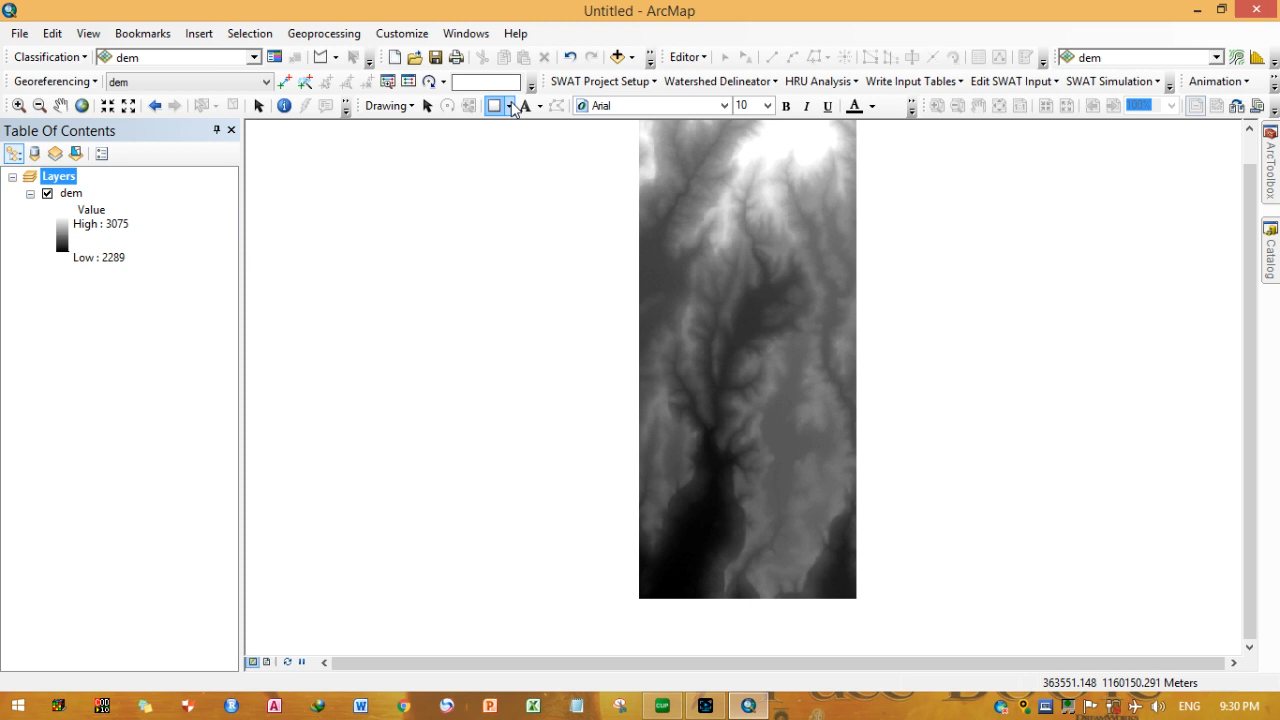 Untitled - ArcMap
File Edit View Bookmarks Insert Selection Geoprocessing Customize Windows Help
Classification dem Editor dem
Georeferencing dem SWAT Project Setup Watershed Delineator HRU Analysis Write Input Tables Edit SWAT Input SWAT Simulation Animation
Drawing A Arial 10 B I U A 100%
Table Of Contents
Layers
dem
Value
High : 3075
Low : 2289
ArcToolbox
Catalog
363551.148 1160150.291 Meters
ENG 9:30 PM